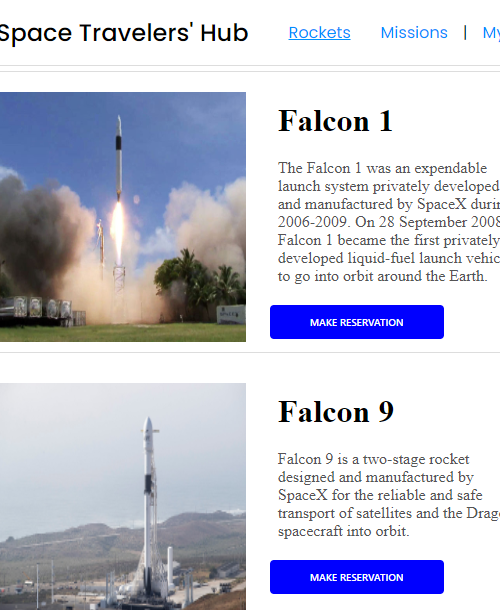 Space Travelers' Hub
Rockets
Missions
|
My
Falcon 1
The Falcon 1 was an expendable
launch system privately developed
and manufactured by SpaceX
2006-2009. On 28 September 2008
Falcon 1 became the first privately
developed liquid-fuel launch
to go into orbit around the Earth.
MAKE RESERVATION
Falcon 9
Falcon 9 is a two-stage rocket
designed and manufactured by
SpaceX for the reliable and safe
transport of satellites and the
spacecraft into orbit.
MAKE RESERVATION